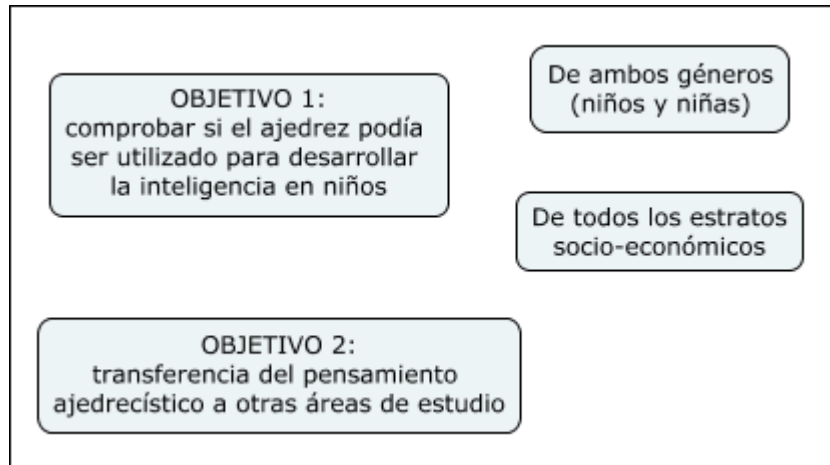 OBJETIVO 1:
comprobar si el ajedrez podía
ser utilizado para desarrollar
la inteligencia en niños
De ambos géneros
(niños y niñas)
De todos los estratos
socio-económicos
OBJETIVO 2:
transferencia del pensamiento
ajedrecístico a otras áreas de estudio